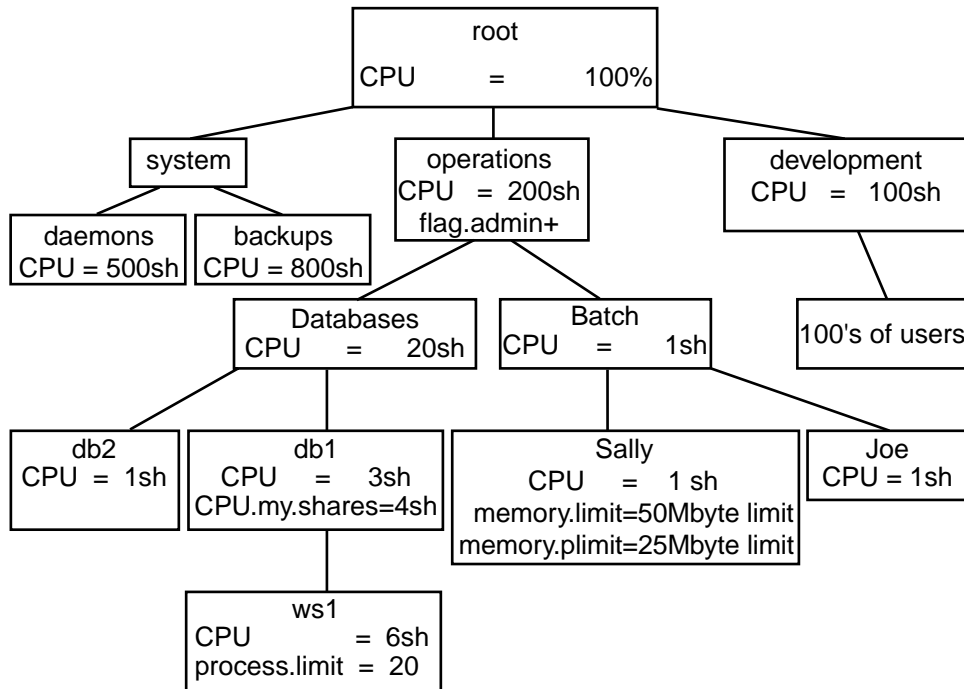 root
CPU = 100%
system
operations
CPU = 200sh
flag.admin+
development
CPU = 100sh
daemons
CPU = 500sh
backups
CPU = 800sh
Databases
CPU = 20sh
Batch
CPU = 1sh
100's of users
db2
CPU = 1sh
db1
CPU = 3sh
CPU.my.shares=4sh
Sally
CPU = 1 sh
memory.limit=50Mbyte limit
memory.plimit=25Mbyte limit
Joe
CPU = 1sh
ws1
CPU = 6sh
process.limit = 20